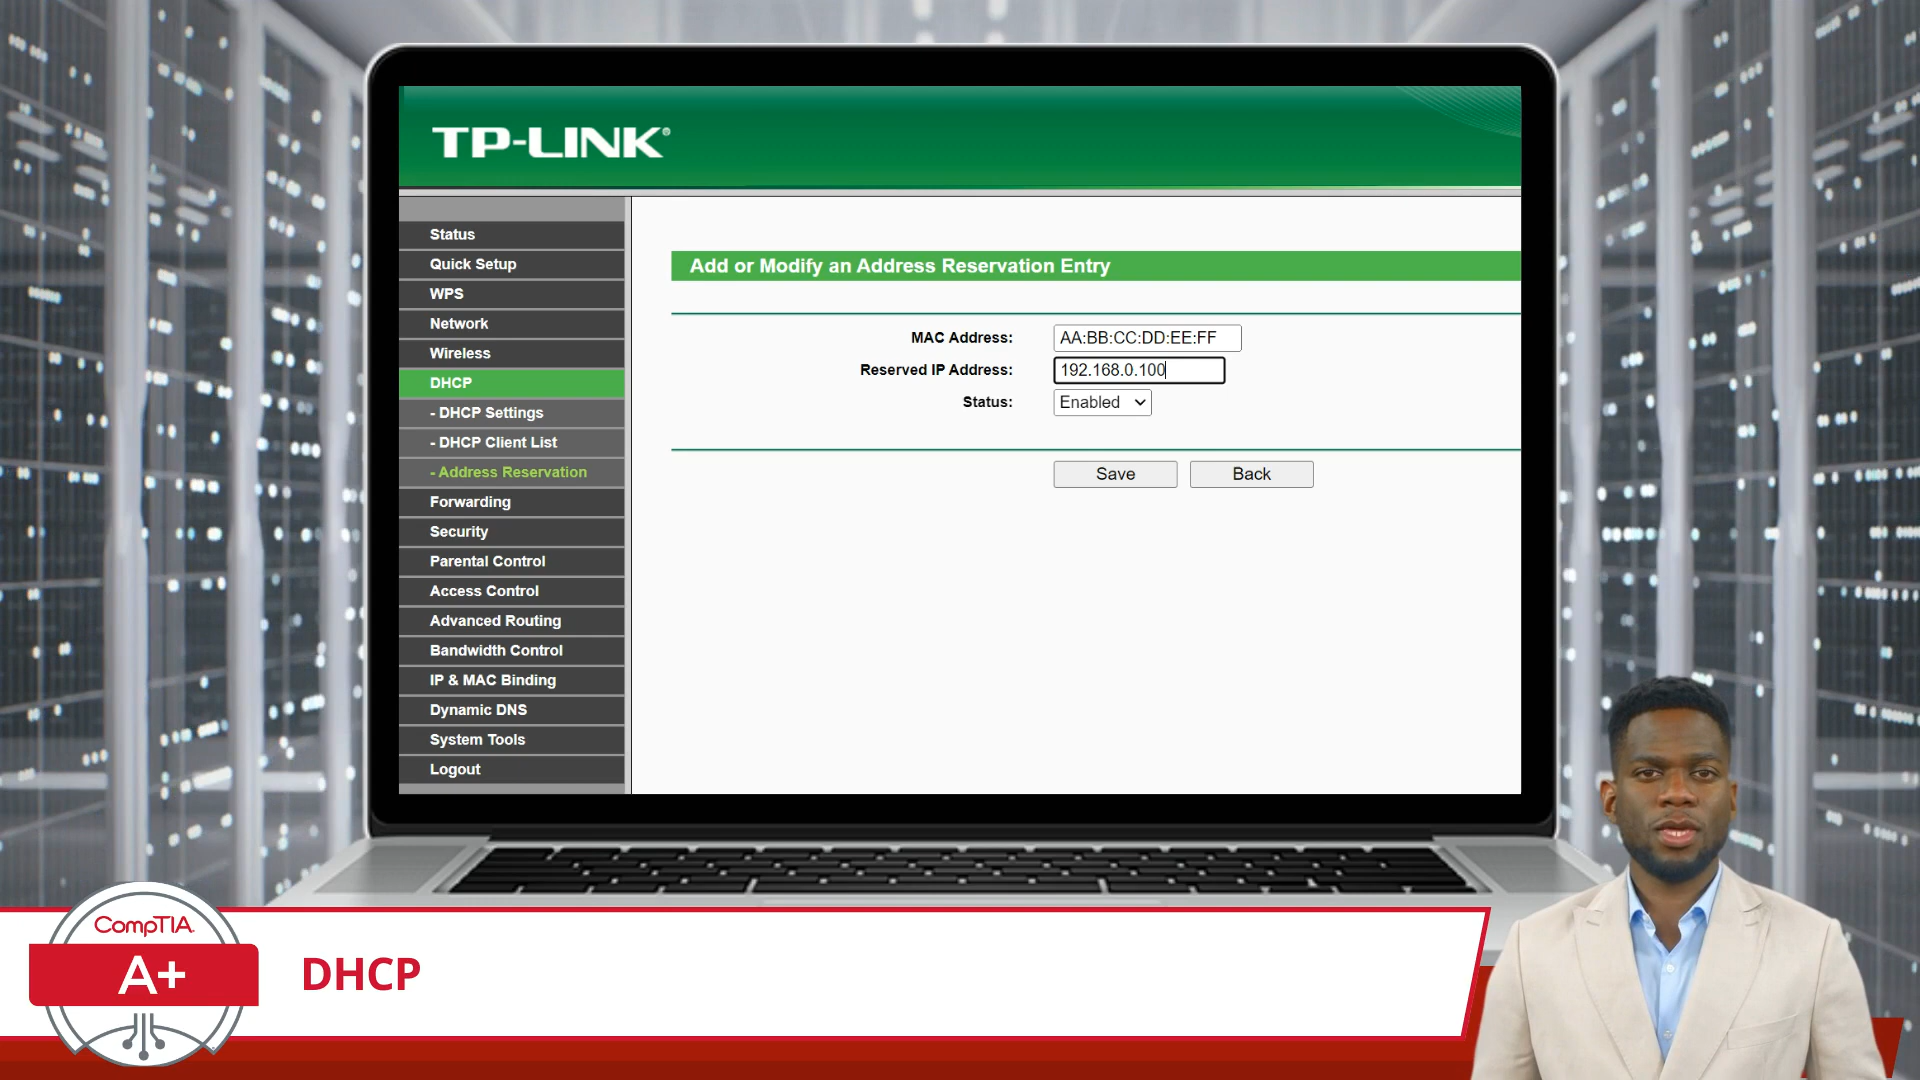 TP-LINK®
Status
Quick Setup
WPS
Network
Wireless
DHCP
- DHCP Settings
- DHCP Client List
- Address Reservation
Forwarding
Security
Parental Control
Access Control
Advanced Routing
Bandwidth Control
IP & MAC Binding
Dynamic DNS
System Tools
Logout
Add or Modify an Address Reservation Entry
MAC Address: AA:BB:CC:DD:EE:FF
Reserved IP Address: 192.168.0.100
Status: Enabled
Save Back
CompTIA.
A+
DHCP